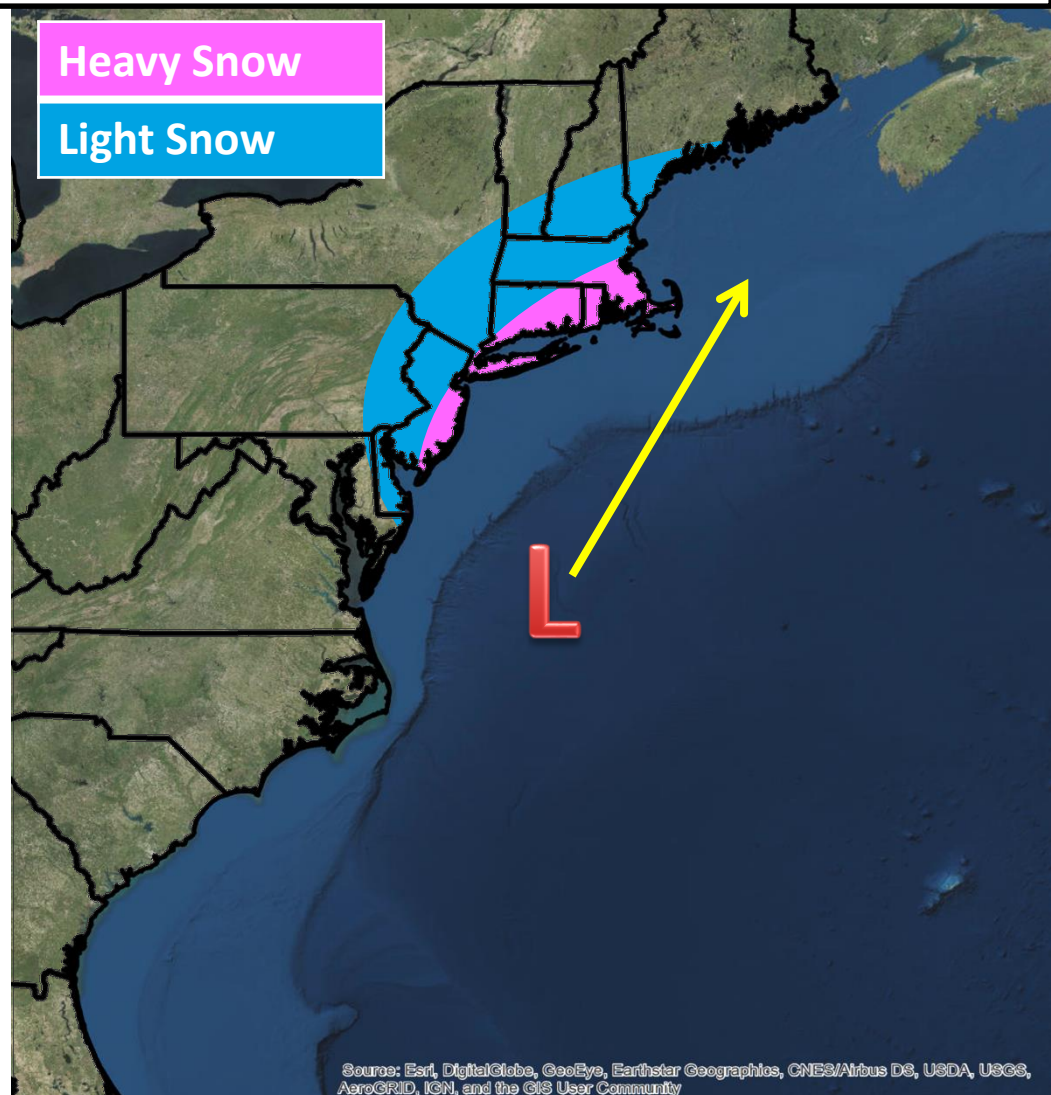 Heavy Snow
Light Snow
L
Source: Esri, DigitalGlobe, GeoEye, Earthstar Geographics, CNES/Airbus DS, USDA, USGS,
AeroGRID, IGN, and the GIS User Community